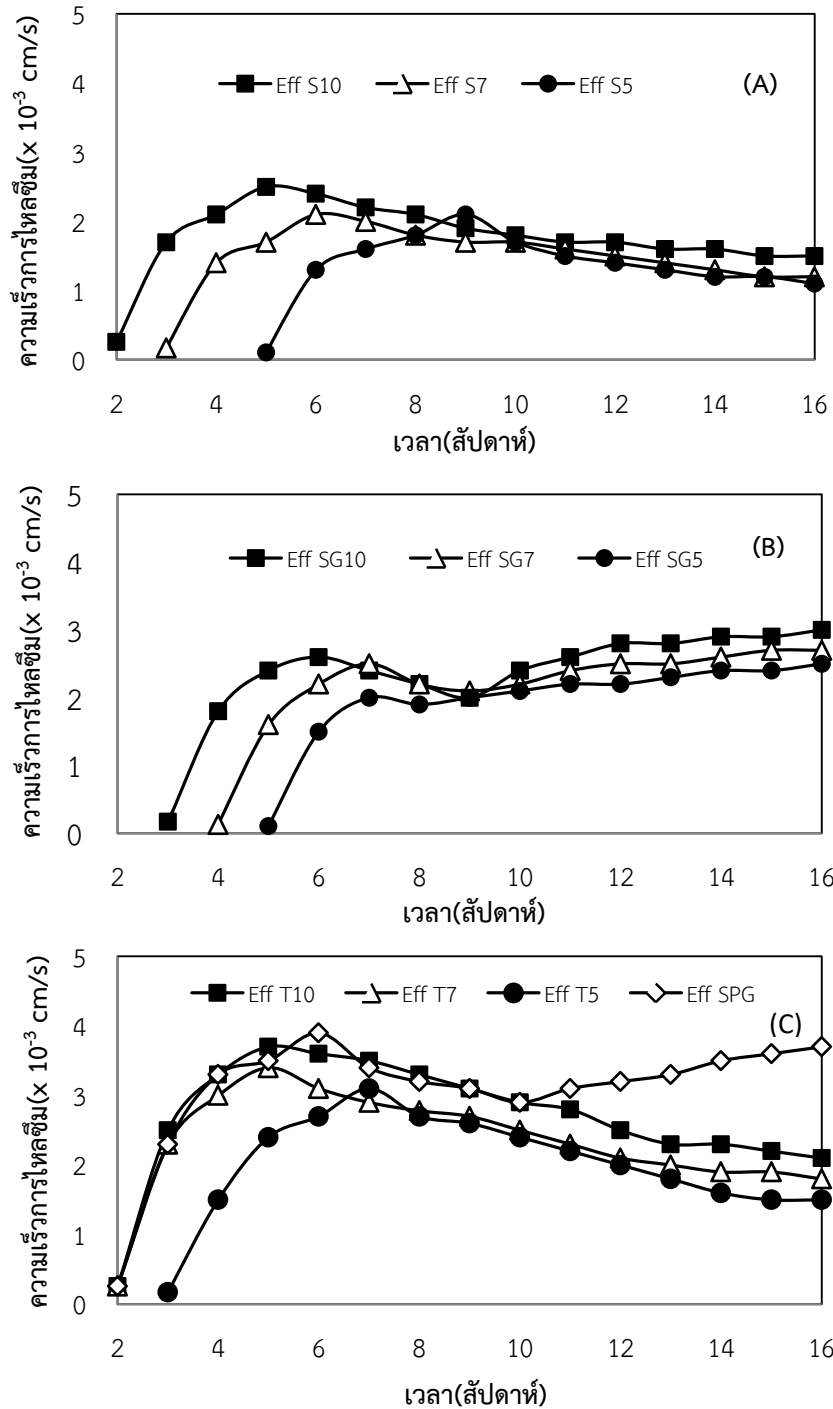 ความเร็วการไหลซึม(x 10⁻³ cm/s)
5
4
3
2
1
0
Eff S10 Eff S7 Eff S5
(A)
2 4 6 8 10 12 14 16
เวลา(สัปดาห์)
ความเร็วการไหลซึม(x 10⁻³ cm/s)
5
4
3
2
1
0
Eff SG10 Eff SG7 Eff SG5
(B)
2 4 6 8 10 12 14 16
เวลา(สัปดาห์)
ความเร็วการไหลซึม(x 10⁻³ cm/s)
5
4
3
2
1
0
Eff T10 Eff T7 Eff T5 Eff SPG
(C)
2 4 6 8 10 12 14 16
เวลา(สัปดาห์)